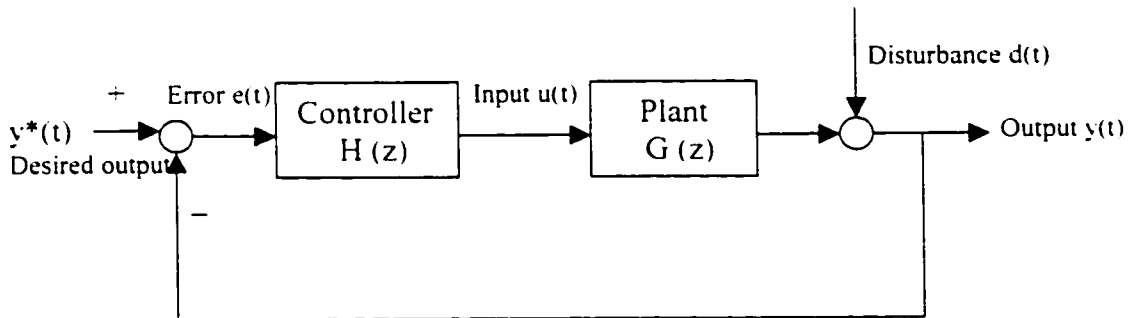 Disturbance d(t)
+
Error e(t)
Controller
H (z)
Input u(t)
Plant
G (z)
y*(t)
Desired output
Output y(t)
−